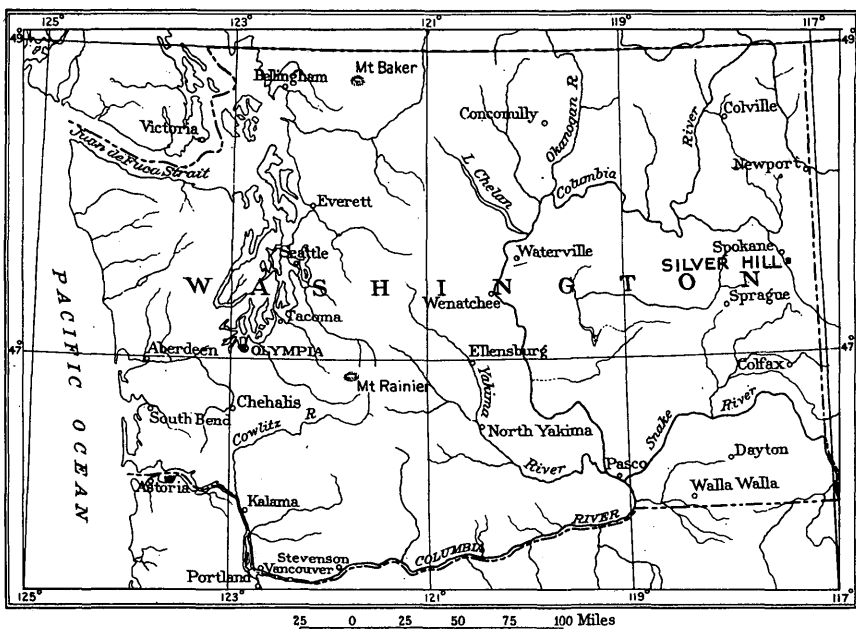 125° 123° 121° 119° 117°
49° 49°
Bellingham
Mt Baker
Conconully
Okanogan R
River
Colville
Victoria
Juan de Fuca Strait
L Chelan
Columbia
Newport
Everett
Seattle
Waterville
Spokane
SILVER HILL
WASHINGTON
Wenatchee
Sprague
PACIFIC OCEAN
Tacoma
47° 47°
Aberdeen
OLYMPIA
Ellensburg
Colfax
Mt Rainier
Yakima
River
South Bend
Chehalis
Cowlitz R
North Yakima
Snake
River
Dayton
Pasco
Astoria
Walla Walla
Kalama
COLUMBIA
RIVER
Stevenson
Portland
Vancouver
125° 123° 121° 119° 117°
25 0 25 50 75 100 Miles